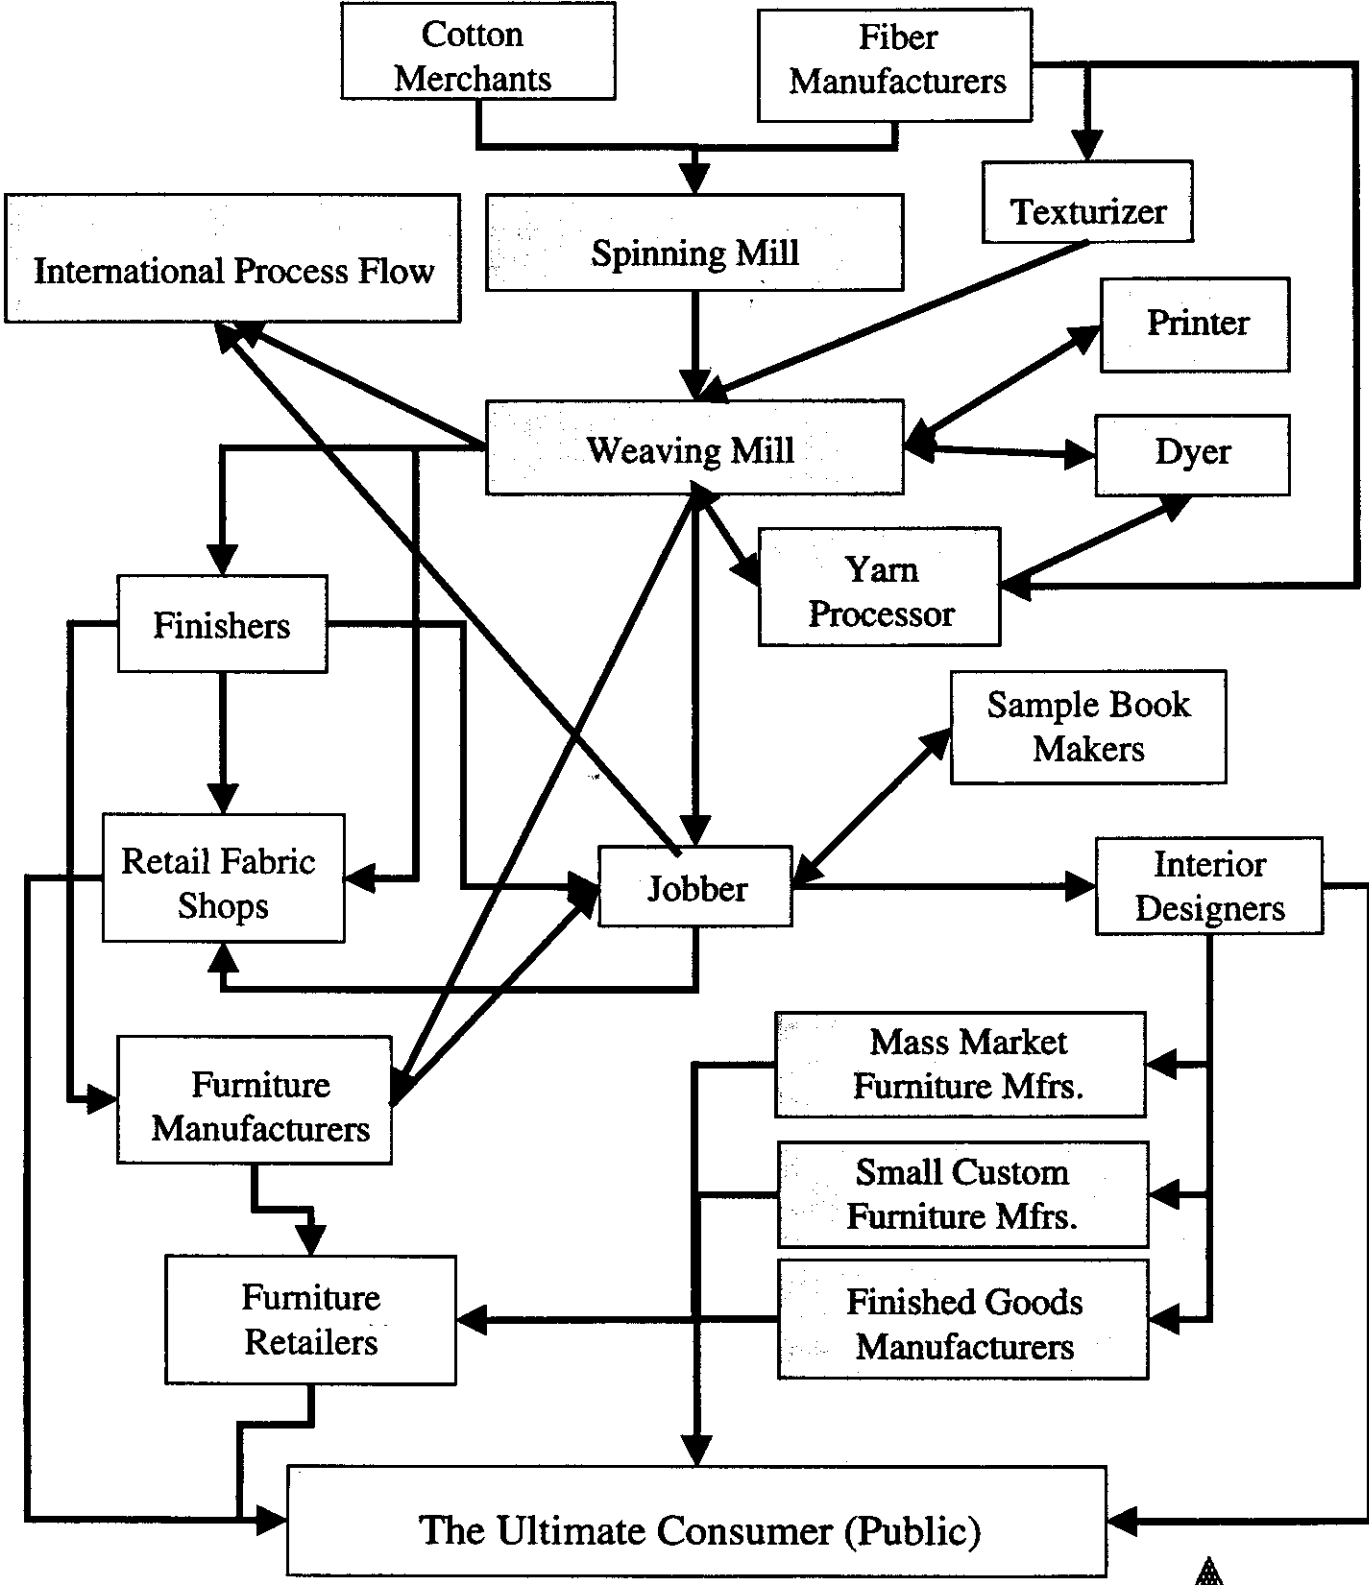 Cotton
Merchants
Fiber
Manufacturers
Texturizer
International Process Flow
Spinning Mill
Printer
Weaving Mill
Dyer
Yarn
Processor
Finishers
Sample Book
Makers
Retail Fabric
Shops
Jobber
Interior
Designers
Mass Market
Furniture Mfrs.
Furniture
Manufacturers
Small Custom
Furniture Mfrs.
Furniture
Retailers
Finished Goods
Manufacturers
The Ultimate Consumer (Public)